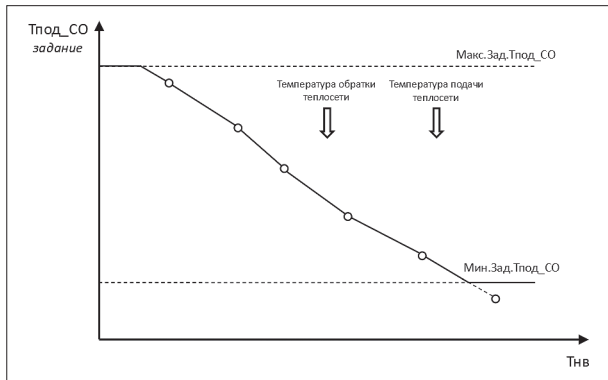 Тпод_СО
задание
Макс.Зад.Тпод_СО
Температура обратки
теплосети
Температура подачи
теплосети
Мин.Зад.Тпод_СО
Тнв